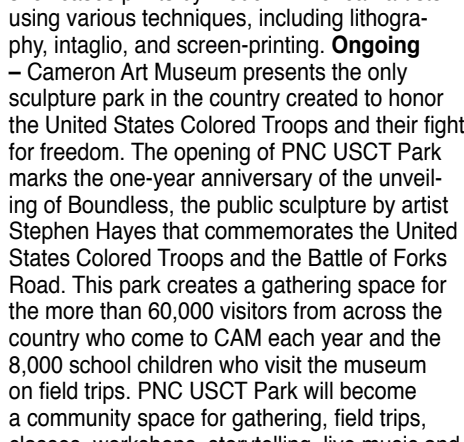 using various techniques, including lithogra-
phy, intaglio, and screen-printing. Ongoing
– Cameron Art Museum presents the only
sculpture park in the country created to honor
the United States Colored Troops and their fight
for freedom. The opening of PNC USCT Park
marks the one-year anniversary of the unveil-
ing of Boundless, the public sculpture by artist
Stephen Hayes that commemorates the United
States Colored Troops and the Battle of Forks
Road. This park creates a gathering space for
the more than 60,000 visitors from across the
country who come to CAM each year and the
8,000 school children who visit the museum
on field trips. PNC USCT Park will become
a community space for gathering, field trips,
classes, workshops, storytelling, live music and